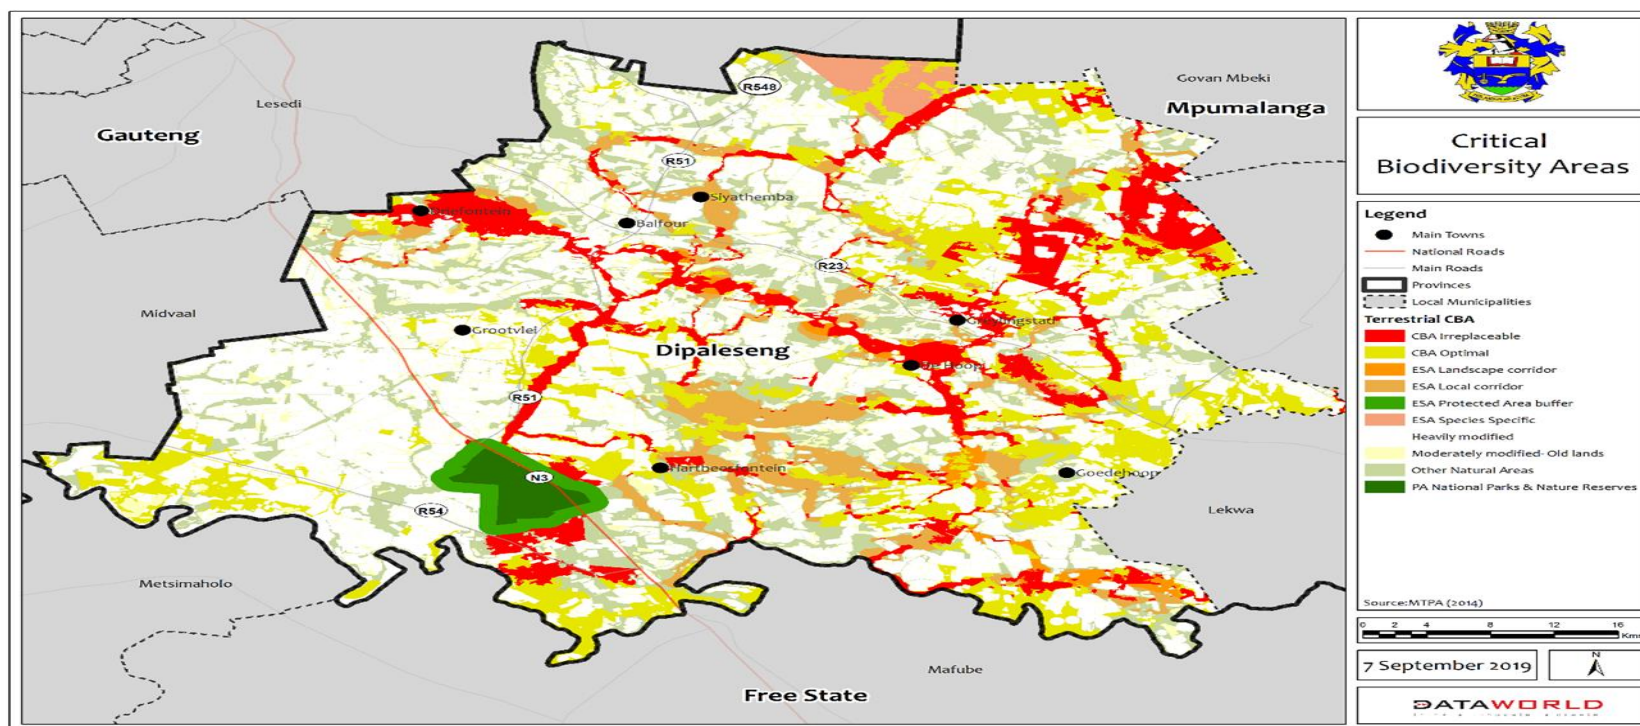 Gauteng
Lesedi
R548
Govan Mbeki
Mpumalanga
R51
Siyathemba
Balfour
R23
Midvaal
Grootvlei
Dipaleseng
R51
Hartbeesfontein
Goedehoop
N3
R54
Lekwa
Metsimaholo
Mafube
Free State
Critical
Biodiversity Areas
Legend
Main Towns
National Roads
Main Roads
Provinces
Local Municipalities
Terrestrial CBA
CBA Irreplaceable
CBA Optimal
ESA Landscape corridor
ESA Local corridor
ESA Protected Area buffer
ESA Species Specific
Heavily modified
Moderately modified- Old lands
Other Natural Areas
PA National Parks & Nature Reserves
Source:MTPA (2014)
0 2 4 8 12 16
Km
7 September 2019
N
DATAWORLD